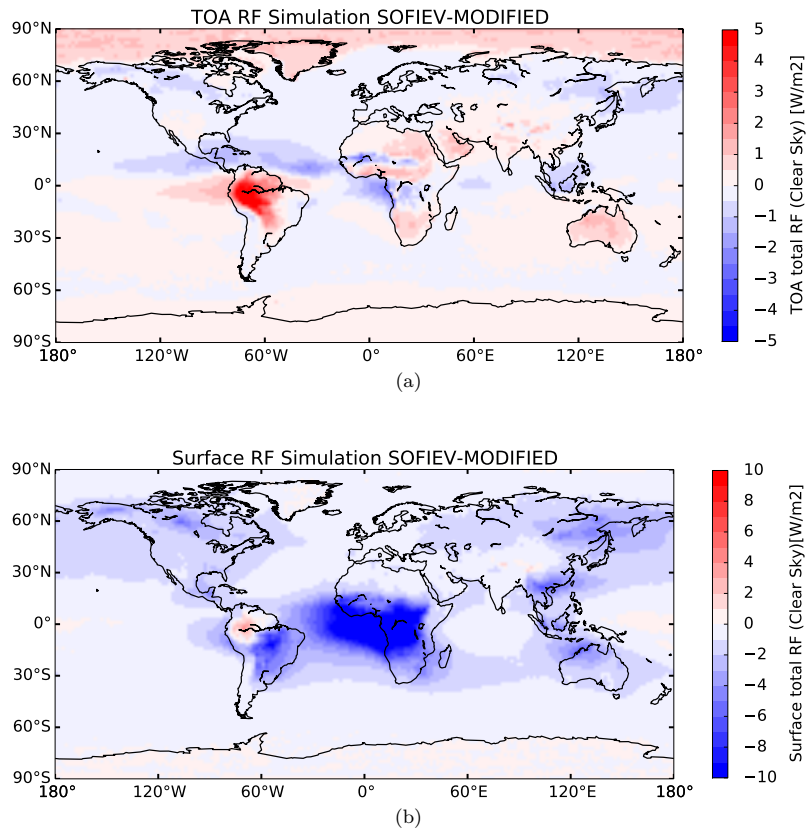 TOA RF Simulation SOFIEV-MODIFIED
90°N
60°N
30°N
0°
30°S
60°S
90°S
180°
120°W
60°W
0°
60°E
120°E
180°
5
4
3
2
1
0
−1
−2
−3
−4
−5
TOA total RF (Clear Sky) [W/m2]
(a)
Surface RF Simulation SOFIEV-MODIFIED
90°N
60°N
30°N
0°
30°S
60°S
90°S
180°
120°W
60°W
0°
60°E
120°E
180°
10
8
6
4
2
0
−2
−4
−6
−8
−10
Surface total RF (Clear Sky)[W/m2]
(b)